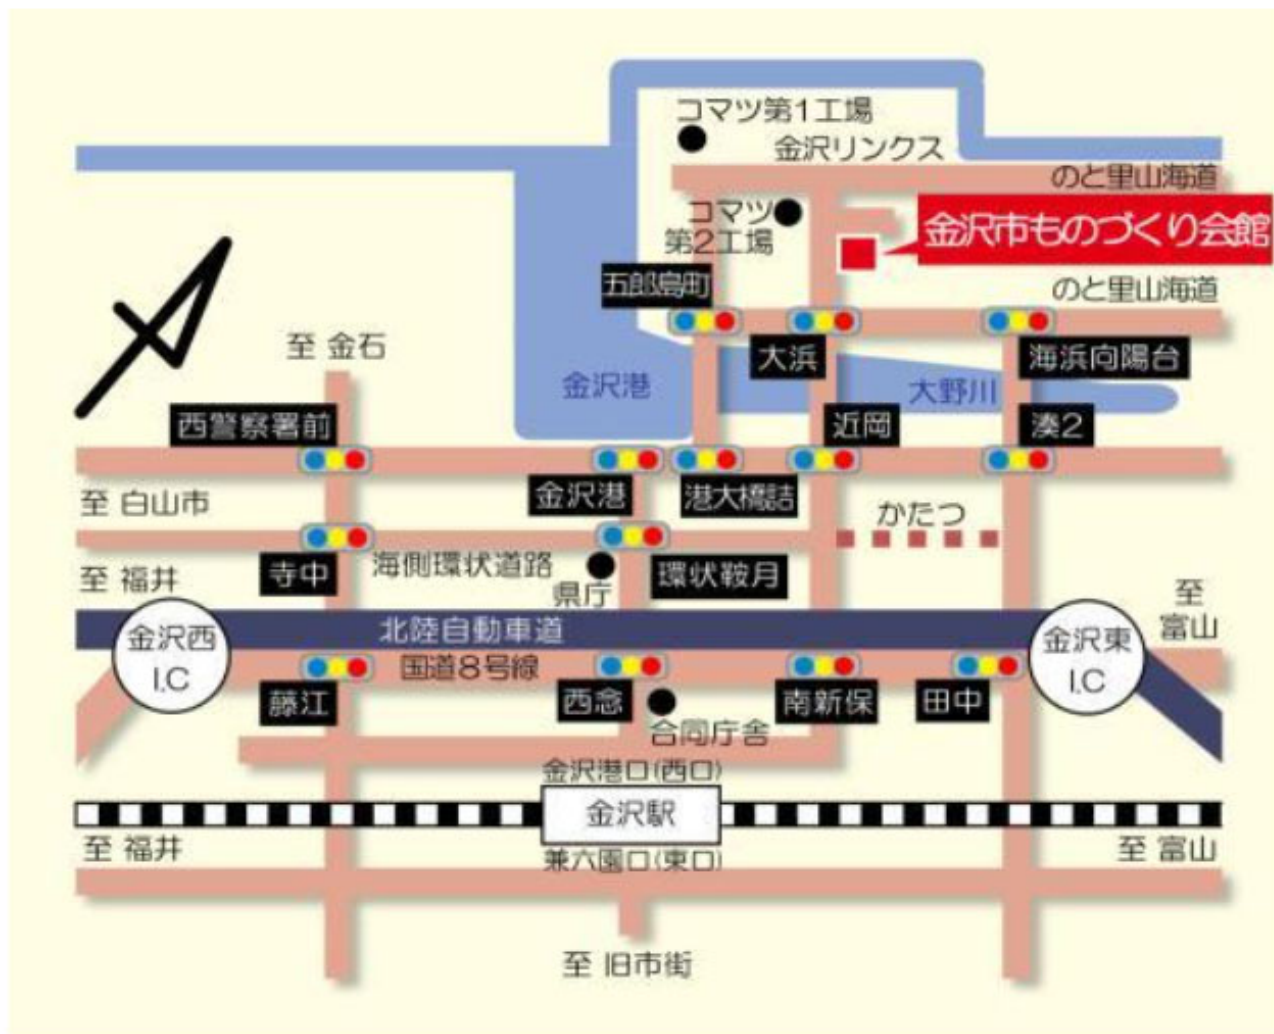 コマツ第1工場
金沢リンクス
のと里山海道
コマツ
第2工場
金沢市ものづくり会館
五郎島町
のと里山海道
至 金石
大浜
海浜向陽台
金沢港
大野川
西警察署前
近岡
湊2
金沢港
港大橋詰
至 白山市
かたつ
寺中
海側環状道路
県庁
環状鞍月
至 福井
至
富山
金沢西
I.C
北陸自動車道
金沢東
I.C
国道8号線
藤江
西念
南新保
田中
合同庁舎
金沢港口(西口)
金沢駅
至 福井
兼六園口(東口)
至 富山
至 旧市街